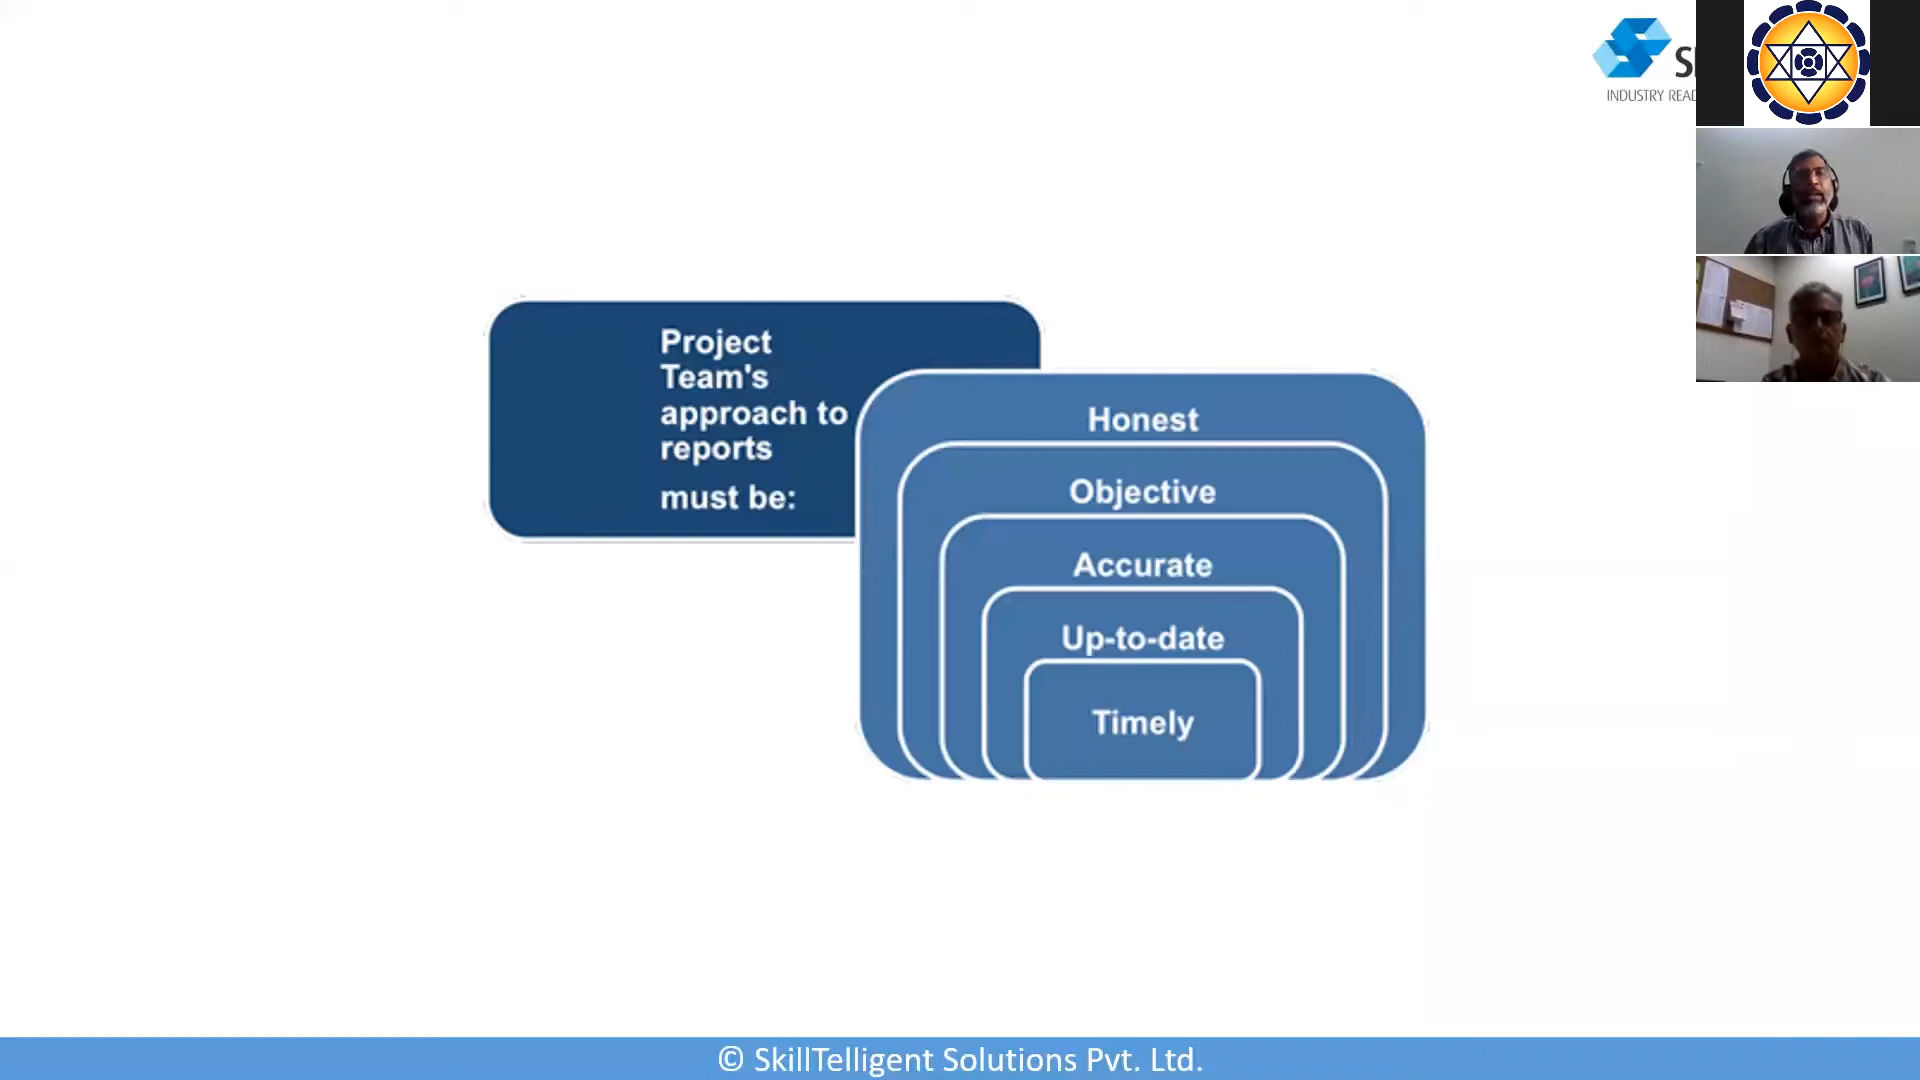 INDUSTRY
Project
Team's
approach to
reports
must be:
Honest
Objective
Accurate
Up-to-date
Timely
© SkillTelligent Solutions Pvt. Ltd.